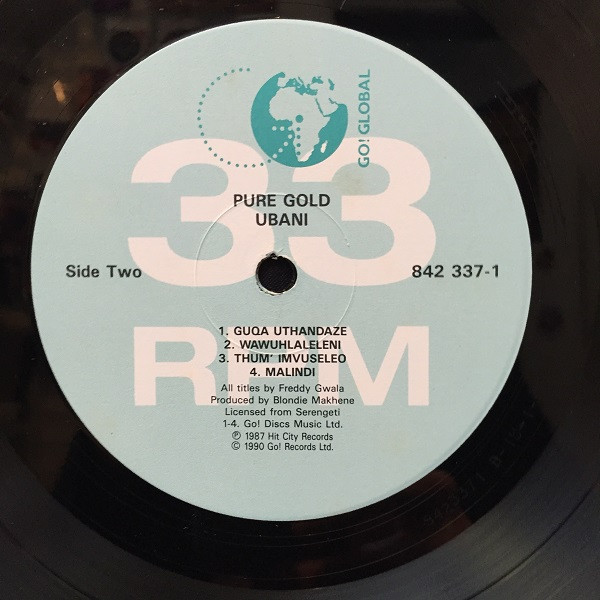 GO! GLOBAL
33
PURE GOLD
UBANI
Side Two
842 337-1
RPM
1. GUQA UTHANDAZE
2. WAWUHLALELENI
3. THUM' IMVUSELEO
4. MALINDI
All titles by Freddy Gwala
Produced by Blondie Makhene
Licensed from Serengeti
1-4. Go! Discs Music Ltd.
℗ 1987 Hit City Records
© 1990 Go! Records Ltd.